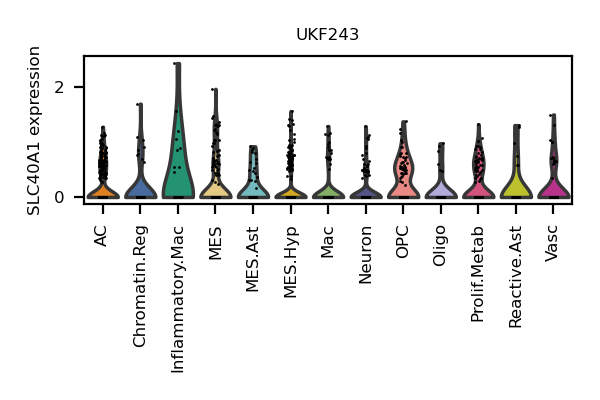 UKF243
SLC40A1 expression
2
0
AC
Chromatin.Reg
Inflammatory.Mac
MES
MES.Ast
MES.Hyp
Mac
Neuron
OPC
Oligo
Prolif.Metab
Reactive.Ast
Vasc